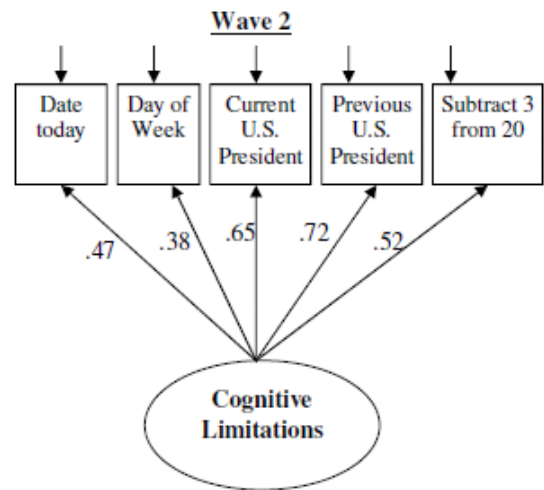 Wave 2
Date today
Day of Week
Current U.S. President
Previous U.S. President
Subtract 3 from 20
.47
.38
.65
.72
.52
Cognitive
Limitations